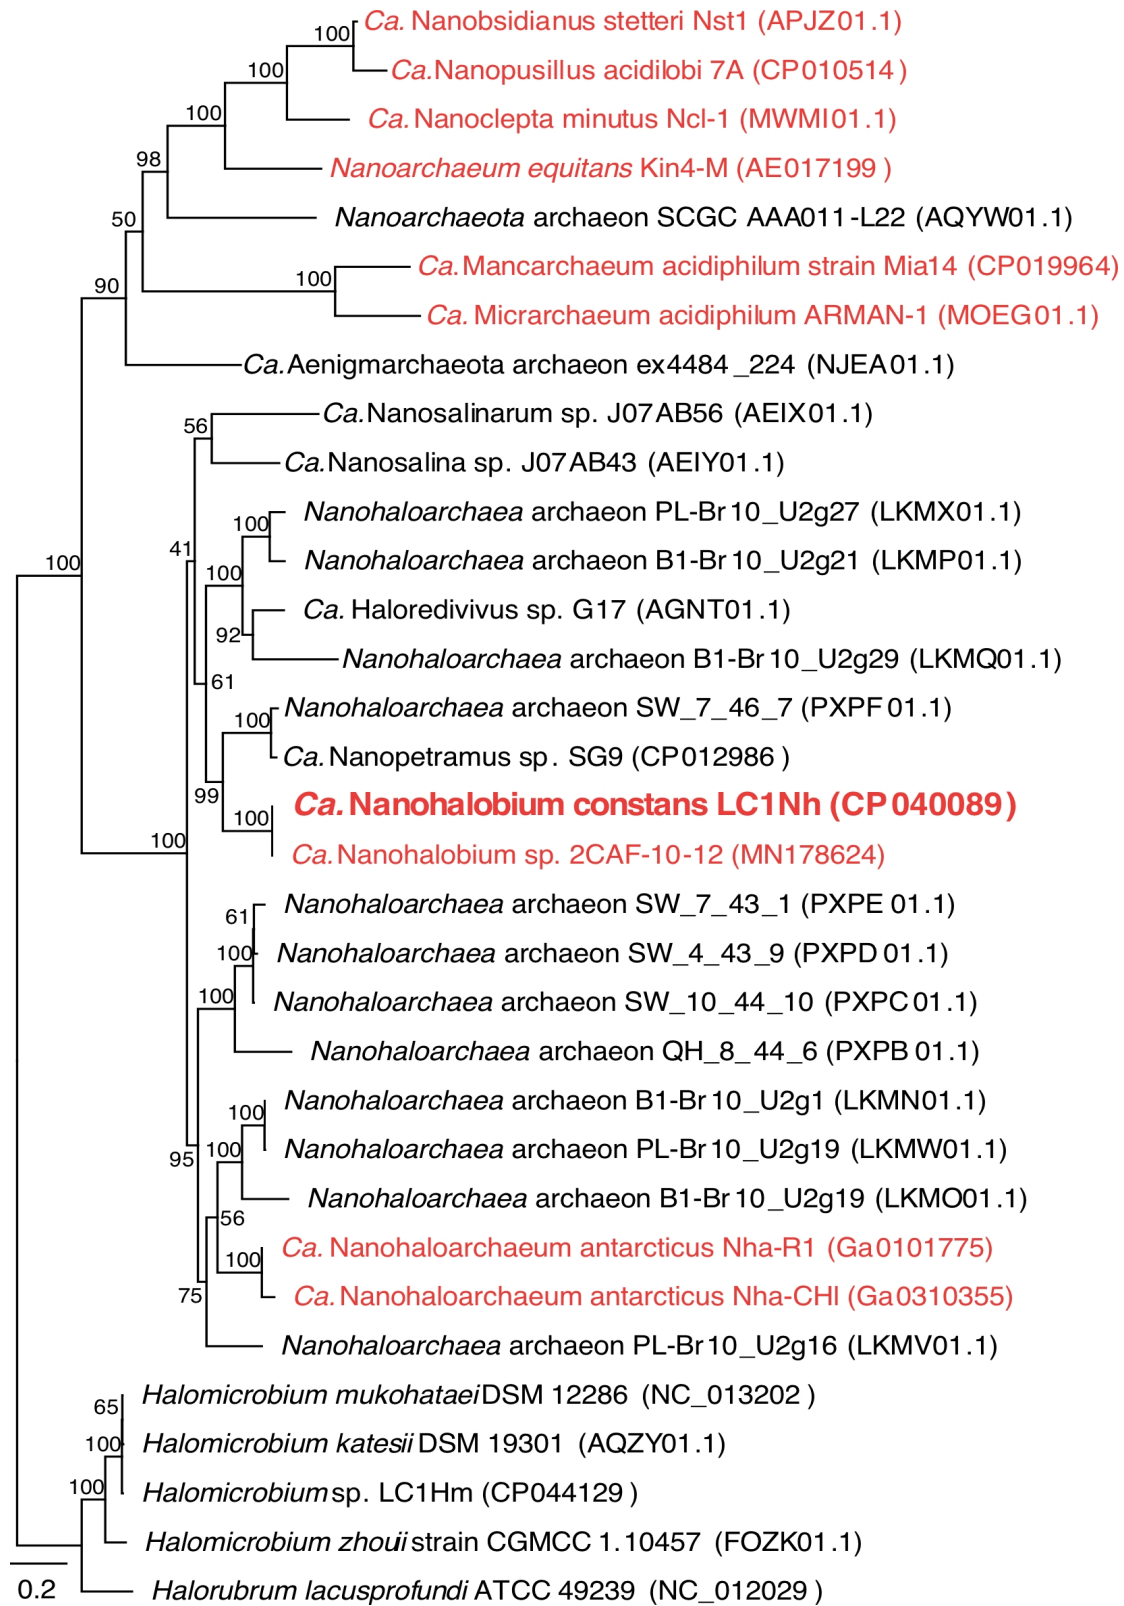 100 Ca. Nanobsidianus stetteri Nst1 (APJZ01.1)
100 Ca. Nanopusillus acidilobi 7A (CP010514)
100 Ca. Nanoclepta minutus Ncl-1 (MWMI01.1)
98 Nanoarchaeum equitans Kin4-M (AE017199)
50 Nanoarchaeota archaeon SCGC AAA011-L22 (AQYW01.1)
100 Ca. Mancarchaeum acidiphilum strain Mia14 (CP019964)
90 Ca. Micrarchaeum acidiphilum ARMAN-1 (MOEG01.1)
Ca. Aenigmarchaeota archaeon ex4484_224 (NJEA01.1)
56 Ca. Nanosalinarum sp. J07AB56 (AEIX01.1)
Ca. Nanosalina sp. J07AB43 (AEIY01.1)
100 Nanohaloarchaea archaeon PL-Br10_U2g27 (LKMX01.1)
100 41 100 Nanohaloarchaea archaeon B1-Br10_U2g21 (LKMP01.1)
92 Ca. Haloredivivus sp. G17 (AGNT01.1)
61 Nanohaloarchaea archaeon B1-Br10_U2g29 (LKMQ01.1)
100 Nanohaloarchaea archaeon SW_7_46_7 (PXPF01.1)
99 Ca. Nanopetramus sp. SG9 (CP012986)
100 Ca. Nanohalobium constans LC1Nh (CP040089)
100 Ca. Nanohalobium sp. 2CAF-10-12 (MN178624)
61 Nanohaloarchaea archaeon SW_7_43_1 (PXPE01.1)
100 Nanohaloarchaea archaeon SW_4_43_9 (PXPD01.1)
100 Nanohaloarchaea archaeon SW_10_44_10 (PXPC01.1)
Nanohaloarchaea archaeon QH_8_44_6 (PXPB01.1)
100 Nanohaloarchaea archaeon B1-Br10_U2g1 (LKMN01.1)
95 100 Nanohaloarchaea archaeon PL-Br10_U2g19 (LKMW01.1)
56 Nanohaloarchaea archaeon B1-Br10_U2g19 (LKMO01.1)
100 Ca. Nanohaloarchaeum antarcticus Nha-R1 (Ga0101775)
75 Ca. Nanohaloarchaeum antarcticus Nha-CHl (Ga0310355)
Nanohaloarchaea archaeon PL-Br10_U2g16 (LKMV01.1)
65 Halomicrobium mukohataei DSM 12286 (NC_013202)
100 Halomicrobium katesii DSM 19301 (AQZY01.1)
100 Halomicrobium sp. LC1Hm (CP044129)
Halomicrobium zhouii strain CGMCC 1.10457 (FOZK01.1)
0.2 Halorubrum lacusprofundi ATCC 49239 (NC_012029)